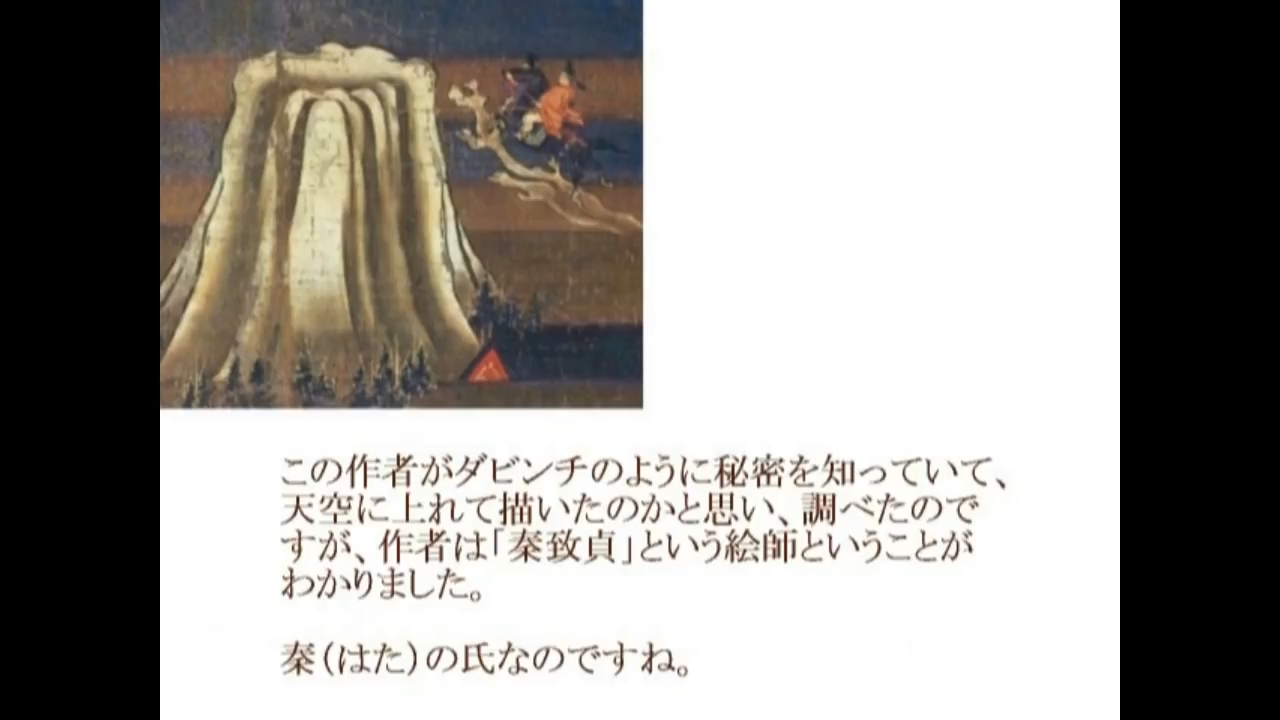 この作者がダビンチのように秘密を知っていて、
天空に上れて描いたのかと思い、調べたので
すが、作者は「秦致貞」という絵師ということが
わかりました。
秦（はた）の氏なのですね。